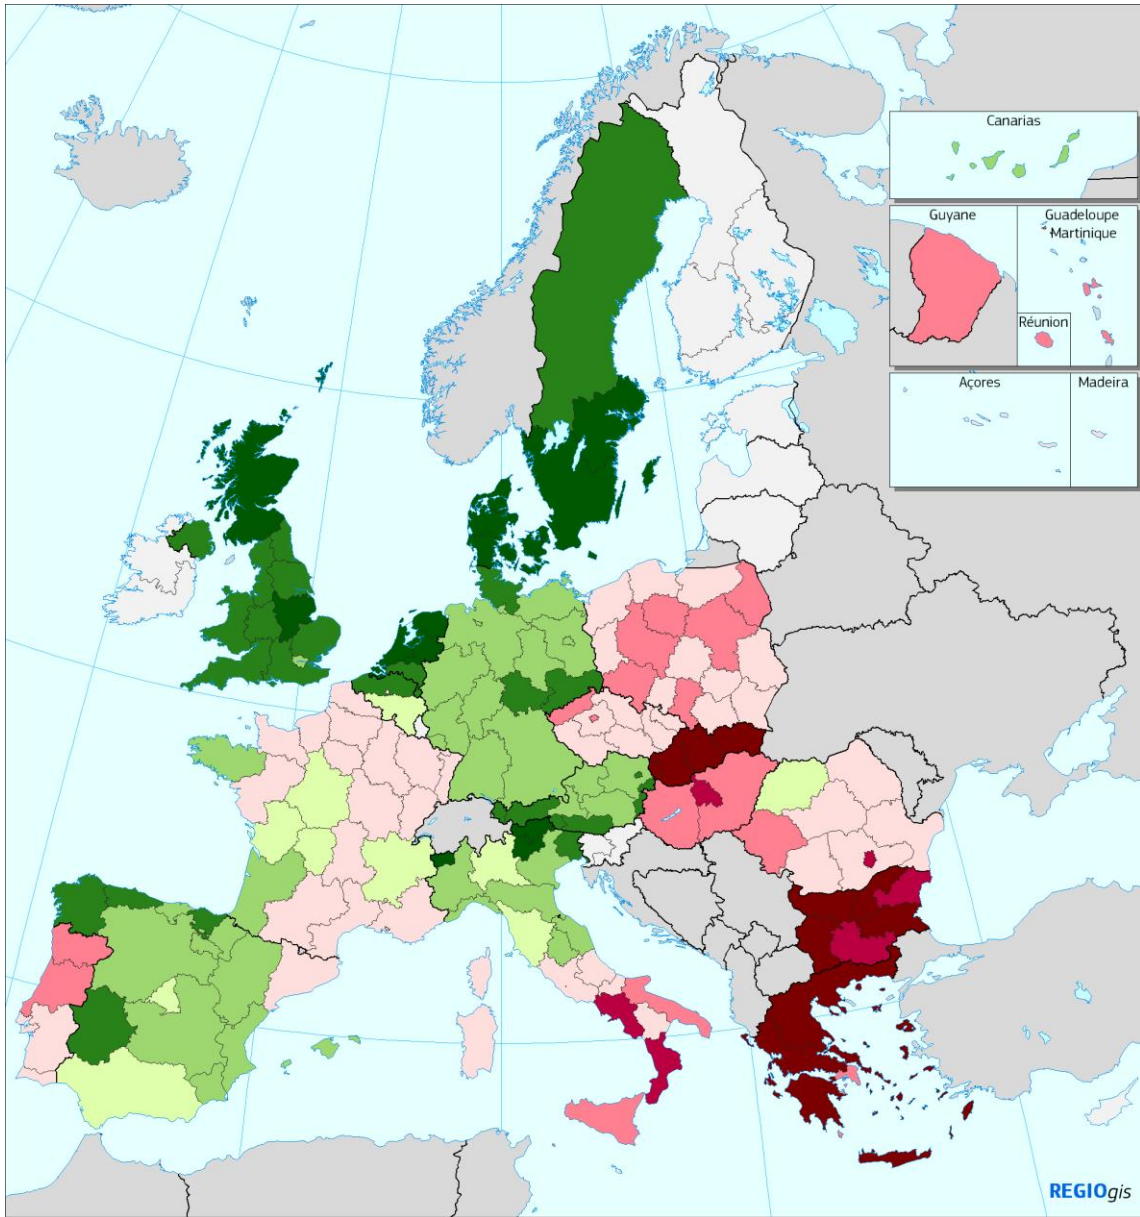 Canarias
Guyane
Guadeloupe
Martinique
Réunion
Açores
Madeira
REGIOgis